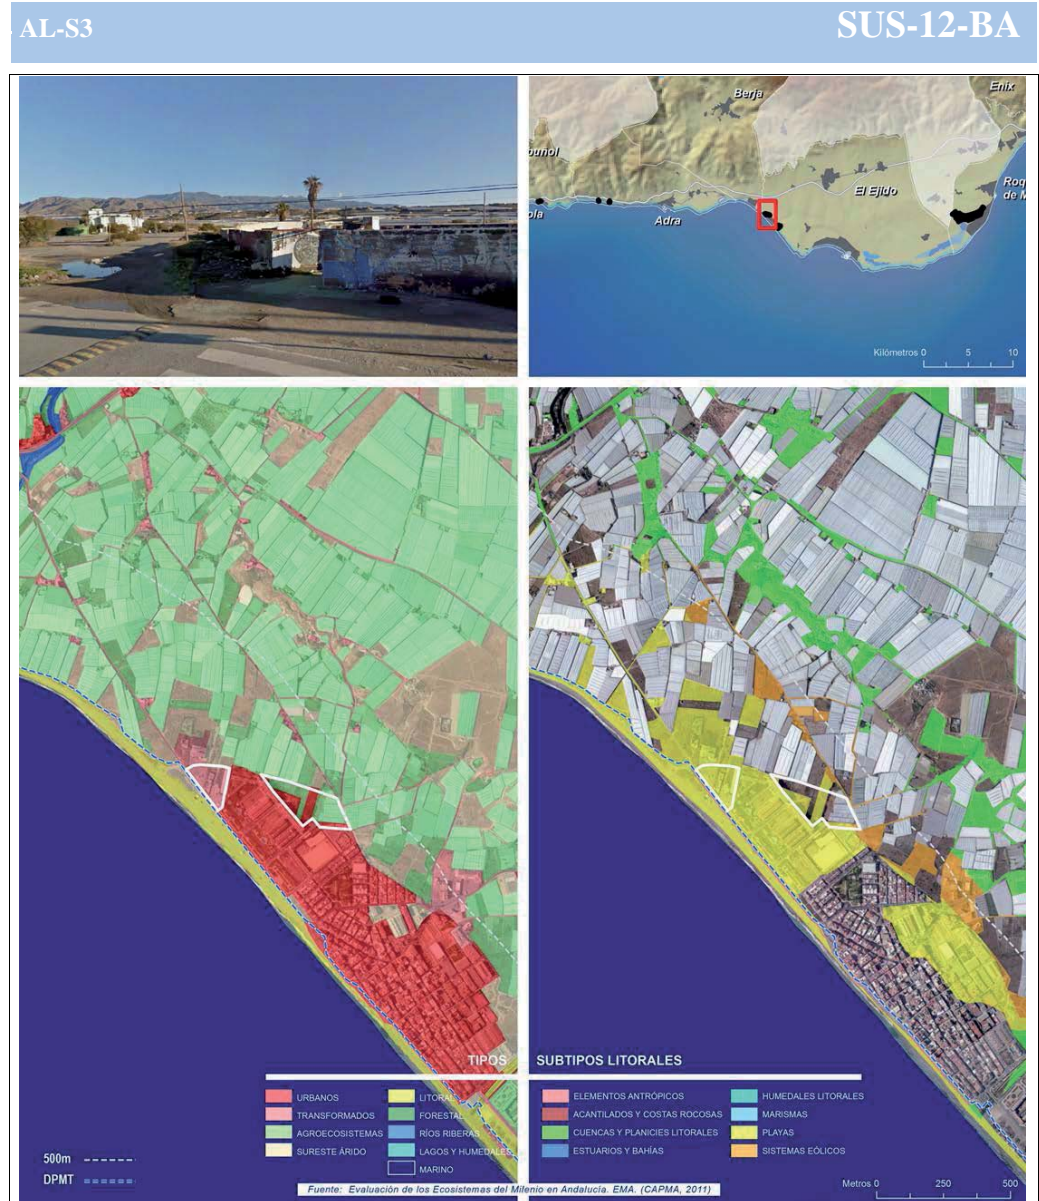 AL-S3
SUS-12-BA
Berja
Enix
El Ejido
Adra
Kilómetros 0 5 10
TIPOS
SUBTIPOS LITORALES
URBANOS
TRANSFORMADOS
AGROECOSISTEMAS
SURESTE ÁRIDO
FORESTAL
RÍOS RIBERAS
LAGOS Y HUMEDALES
MARINO
ELEMENTOS ANTRÓPICOS
ACANTILADOS Y COSTAS ROCOSAS
CUENCAS Y PLANICIES LITORALES
ESTUARIOS Y BAHÍAS
HUMEDALES LITORALES
MARISMAS
PLAYAS
SISTEMAS EÓLICOS
500m
DPMT
Fuente: Evaluación de los Ecosistemas del Milenio en Andalucía. EMA. (CAPMA, 2011)
Metros 0 250 500